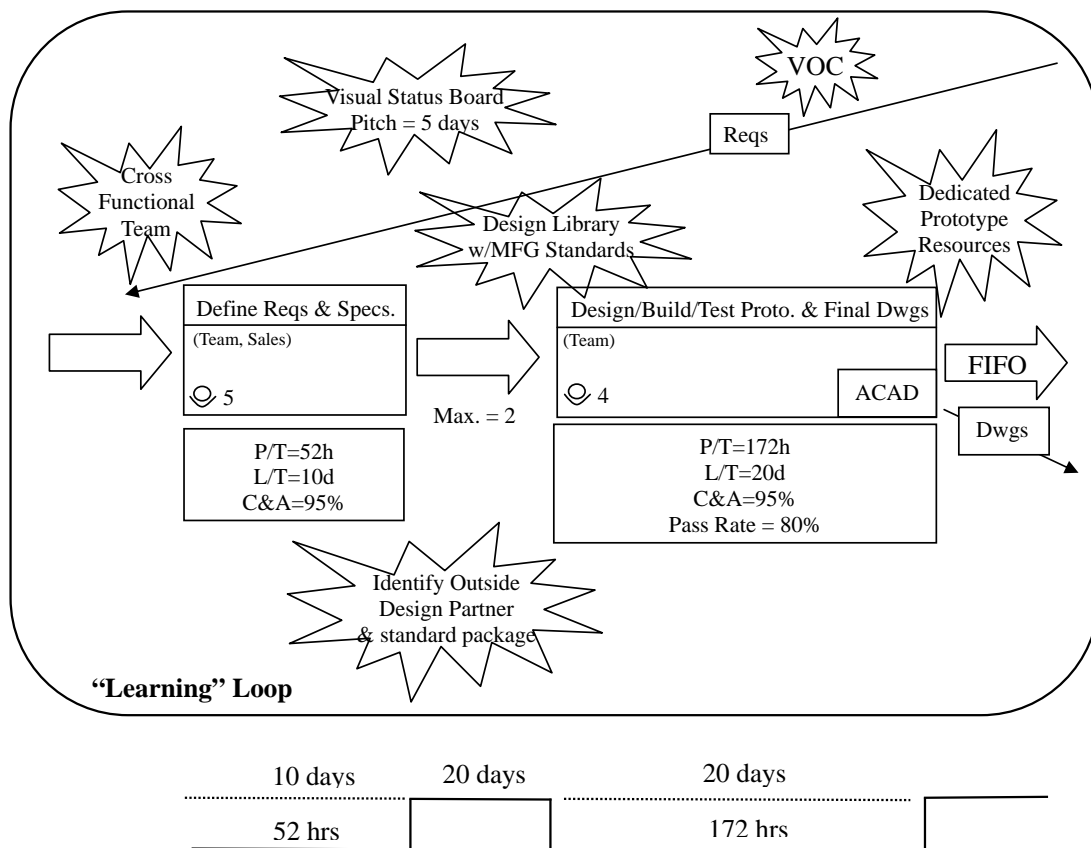 VOC
Visual Status Board
Pitch = 5 days
Reqs
Cross
Functional
Team
Dedicated
Prototype
Resources
Design Library
w/MFG Standards
Define Reqs & Specs.
(Team, Sales)
5
Max. = 2
Design/Build/Test Proto. & Final Dwgs
(Team)
4
ACAD
FIFO
Dwgs
P/T=52h
L/T=10d
C&A=95%
P/T=172h
L/T=20d
C&A=95%
Pass Rate = 80%
Identify Outside
Design Partner
& standard package
“Learning” Loop
10 days
20 days
20 days
52 hrs
172 hrs